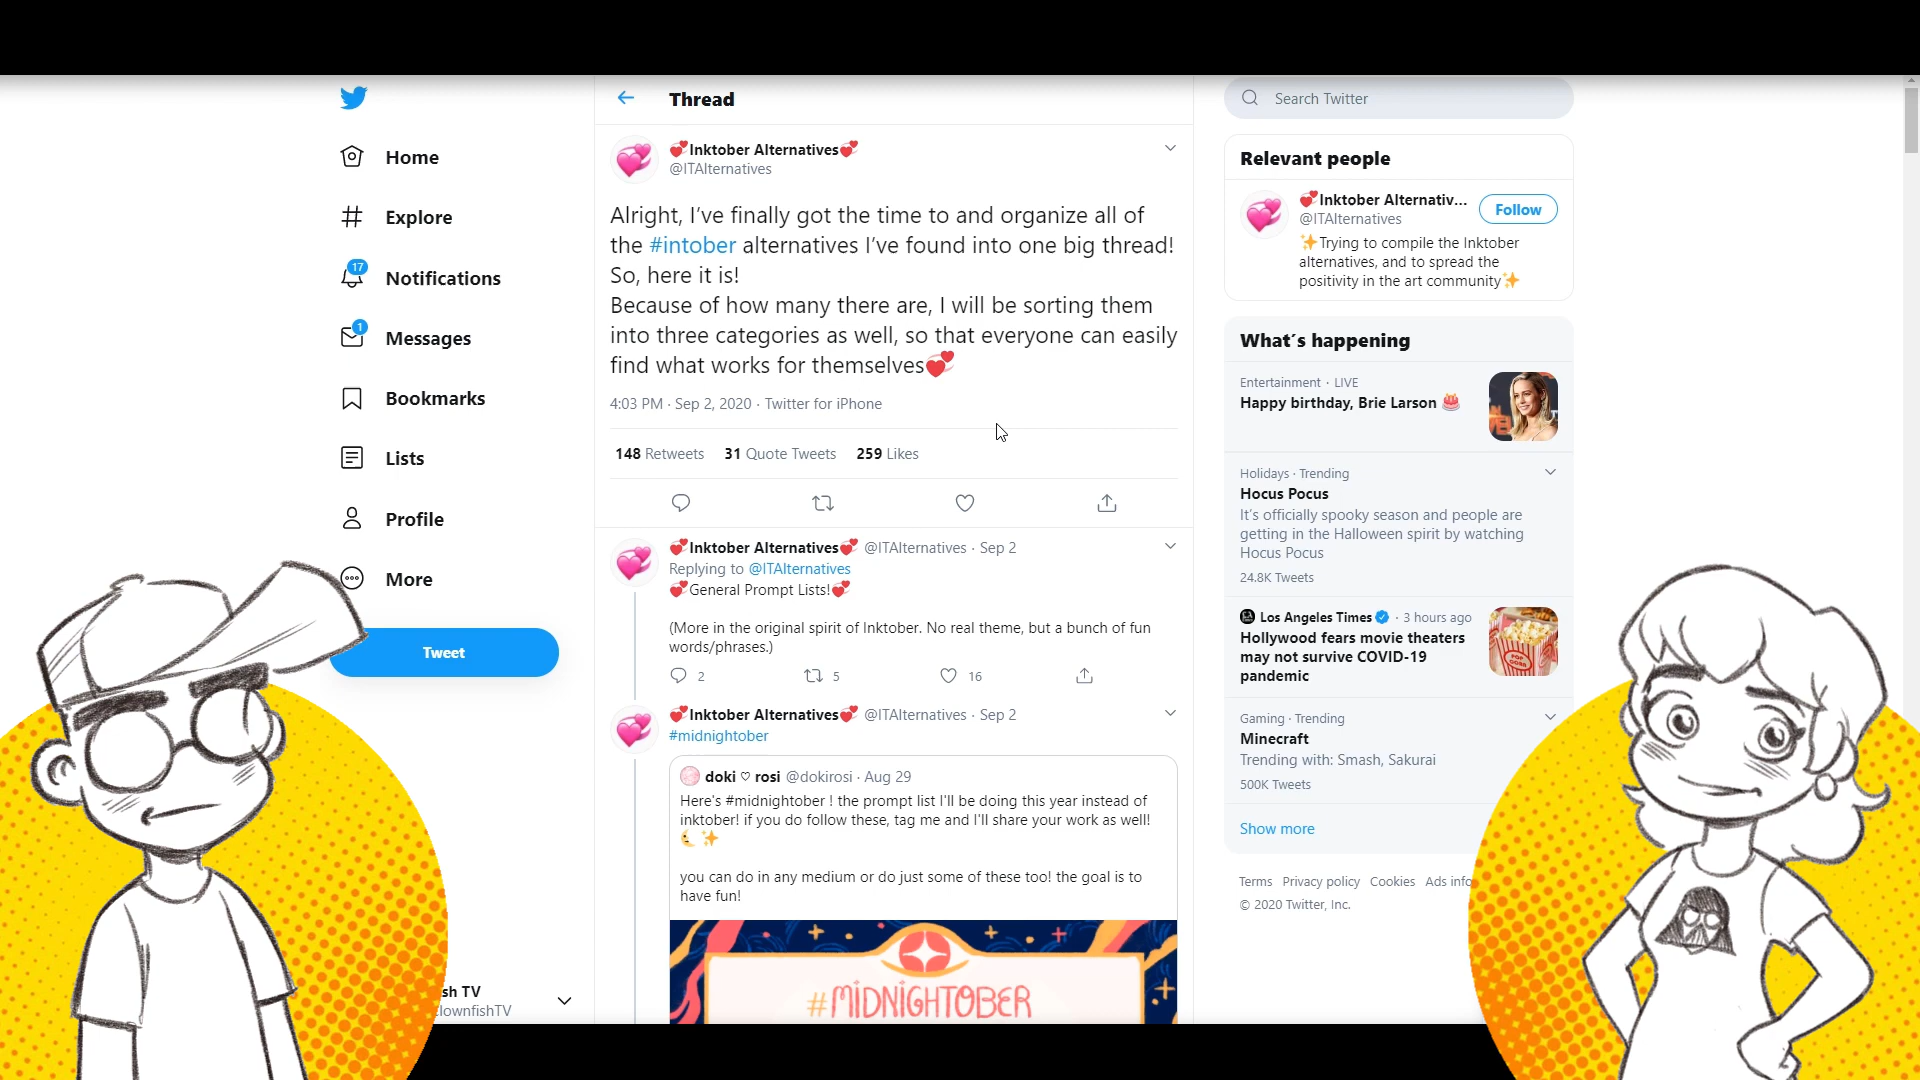 Home
Explore
17
Notifications
1
Messages
Bookmarks
Lists
Profile
More
Tweet
sh TV
lownfishTV
Thread
Inktober Alternatives
@ITAlternatives
Alright, I've finally got the time to and organize all of
the #intober alternatives I've found into one big thread!
So, here it is!
Because of how many there are, I will be sorting them
into three categories as well, so that everyone can easily
find what works for themselves
4:03 PM · Sep 2, 2020 · Twitter for iPhone
148 Retweets 31 Quote Tweets 259 Likes
Inktober Alternatives @ITAlternatives · Sep 2
Replying to @ITAlternatives
General Prompt Lists!
(More in the original spirit of Inktober. No real theme, but a bunch of fun
words/phrases.)
2 5 16
Inktober Alternatives @ITAlternatives · Sep 2
#midnightober
doki ♡ rosi @dokirosi · Aug 29
Here's #midnightober ! the prompt list I'll be doing this year instead of
inktober! if you do follow these, tag me and I'll share your work as well!
you can do in any medium or do just some of these too! the goal is to
have fun!
#MIDNIGHTOBER
Search Twitter
Relevant people
Inktober Alternativ...
@ITAlternatives
Follow
Trying to compile the Inktober
alternatives, and to spread the
positivity in the art community
What's happening
Entertainment · LIVE
Happy birthday, Brie Larson
Holidays · Trending
Hocus Pocus
It's officially spooky season and people are
getting in the Halloween spirit by watching
Hocus Pocus
24.8K Tweets
Los Angeles Times · 3 hours ago
Hollywood fears movie theaters
may not survive COVID-19
pandemic
Gaming · Trending
Minecraft
Trending with: Smash, Sakurai
500K Tweets
Show more
Terms Privacy policy Cookies Ads info
© 2020 Twitter, Inc.